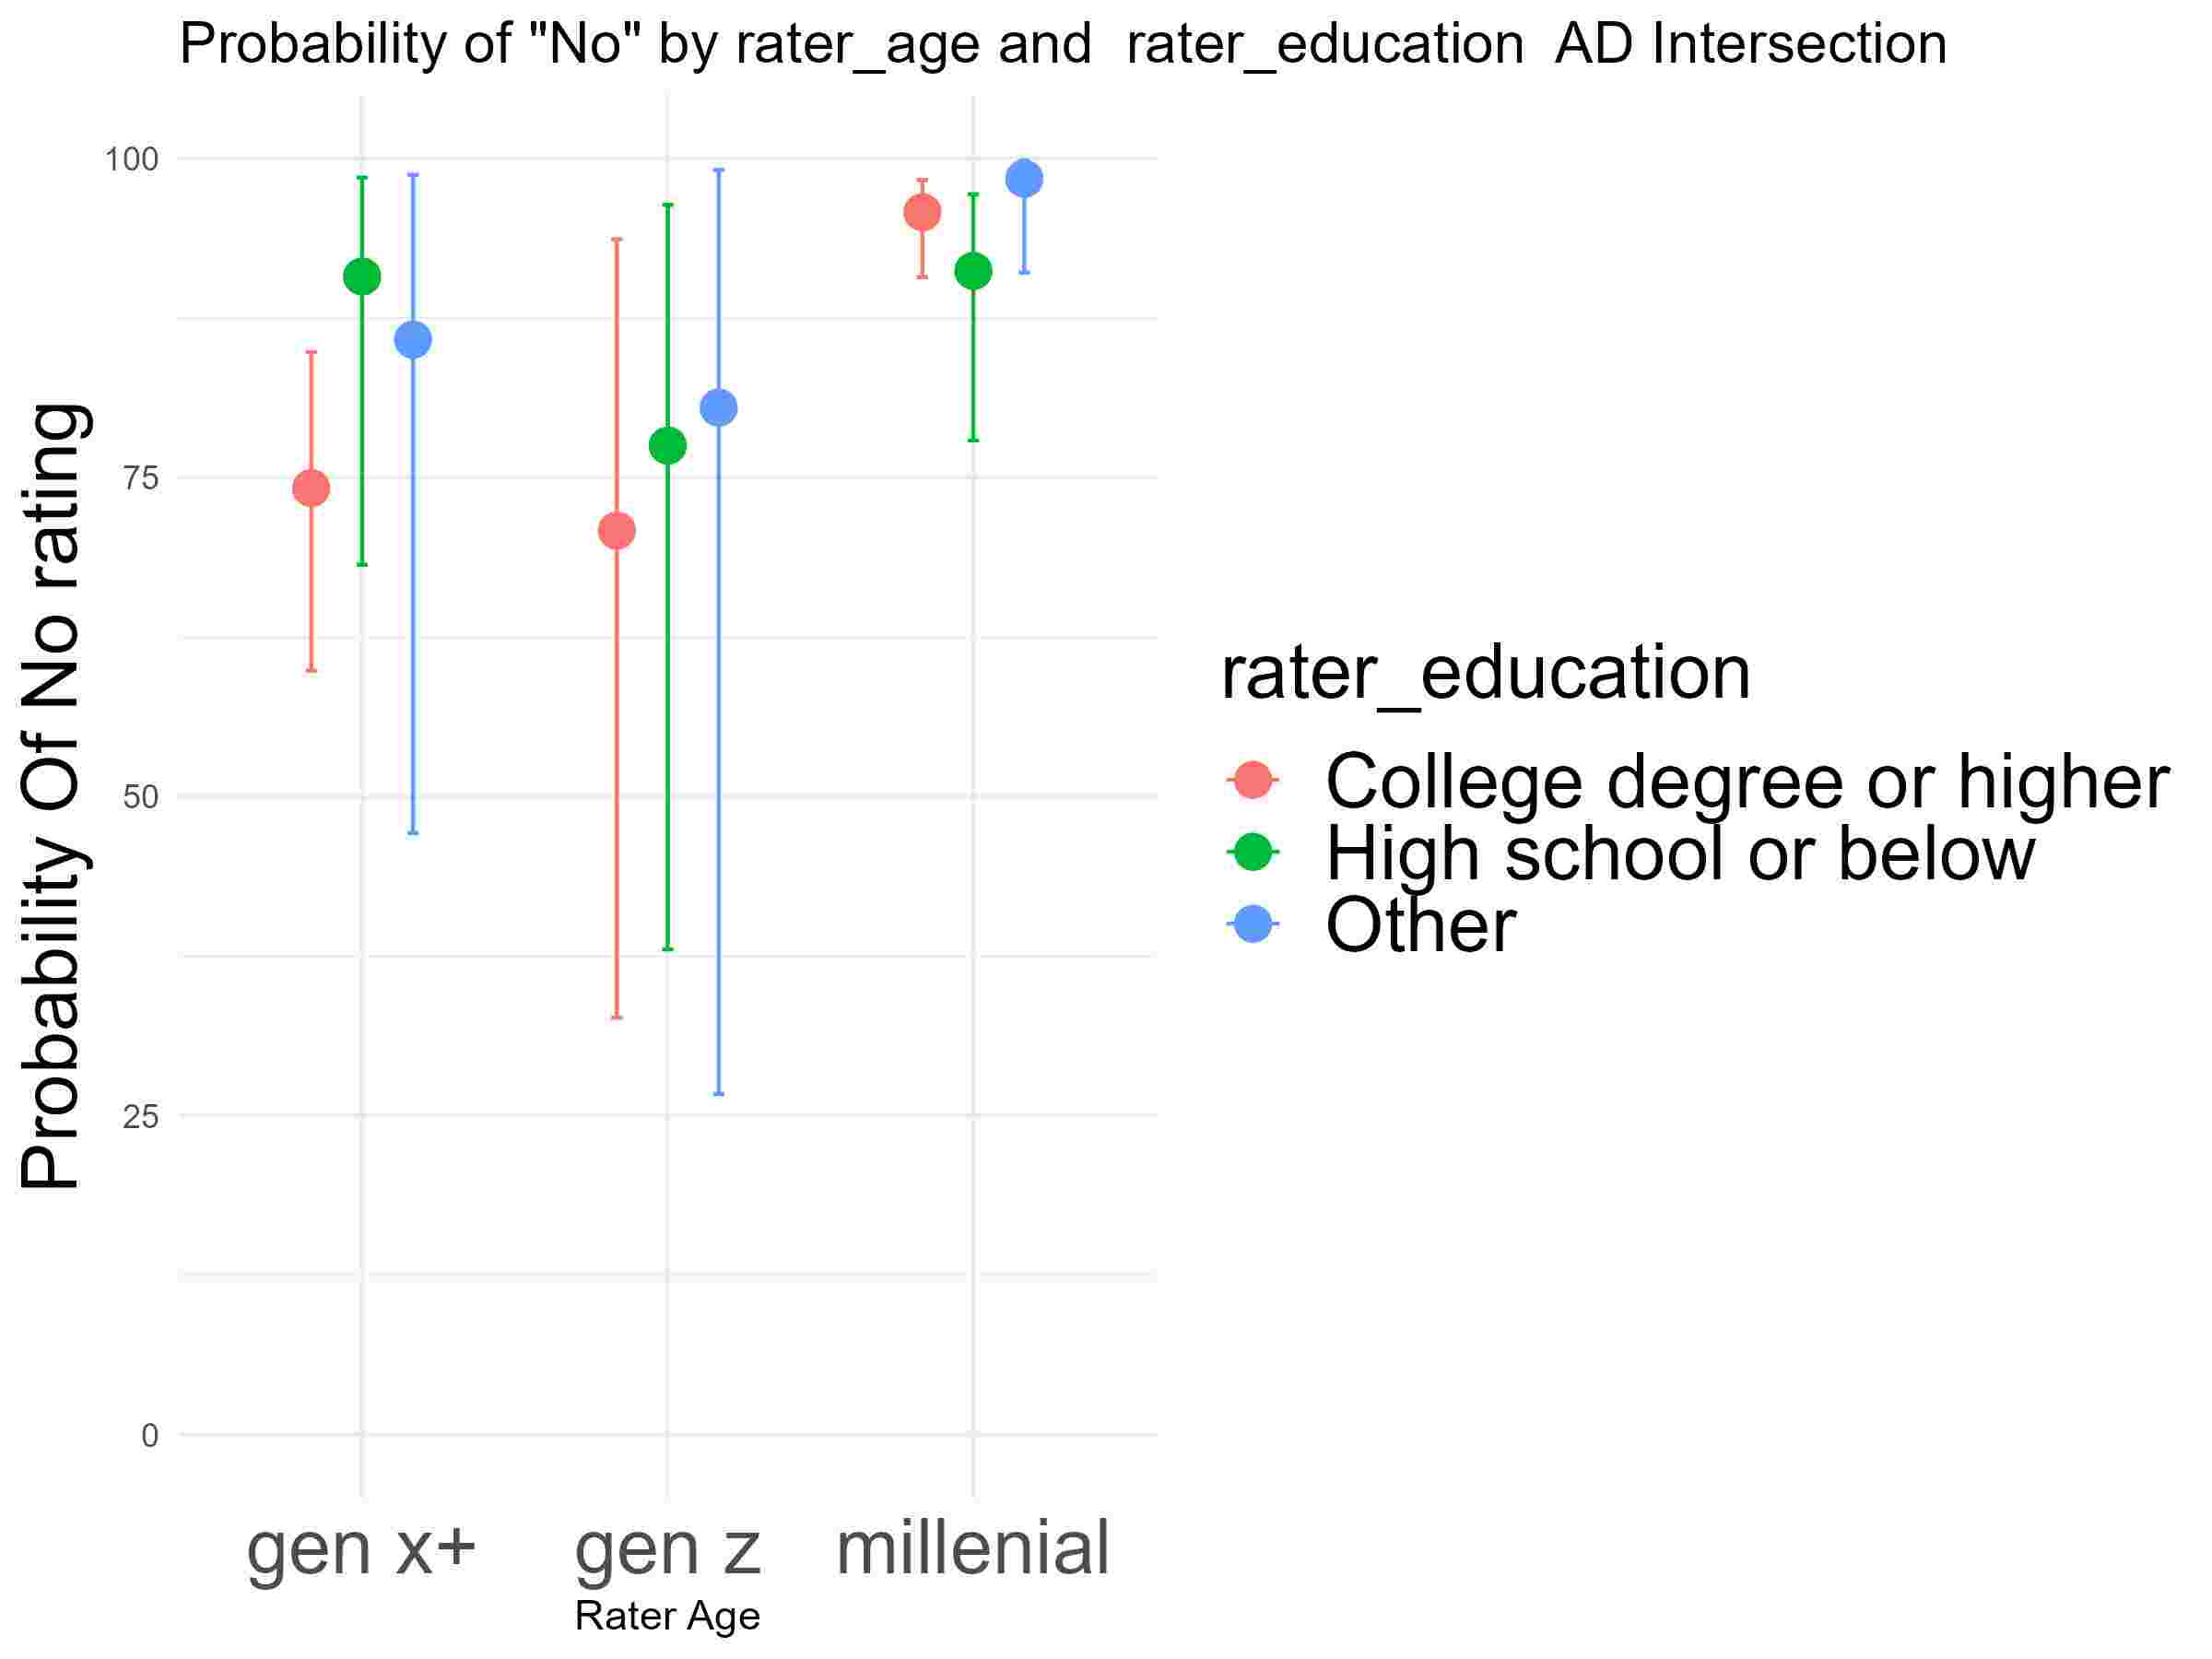 Probability of "No" by rater_age and  rater_education  AD Intersection
Probability Of No rating
100
75
50
25
0
gen x+
gen z
millenial
Rater Age
rater_education
College degree or higher
High school or below
Other